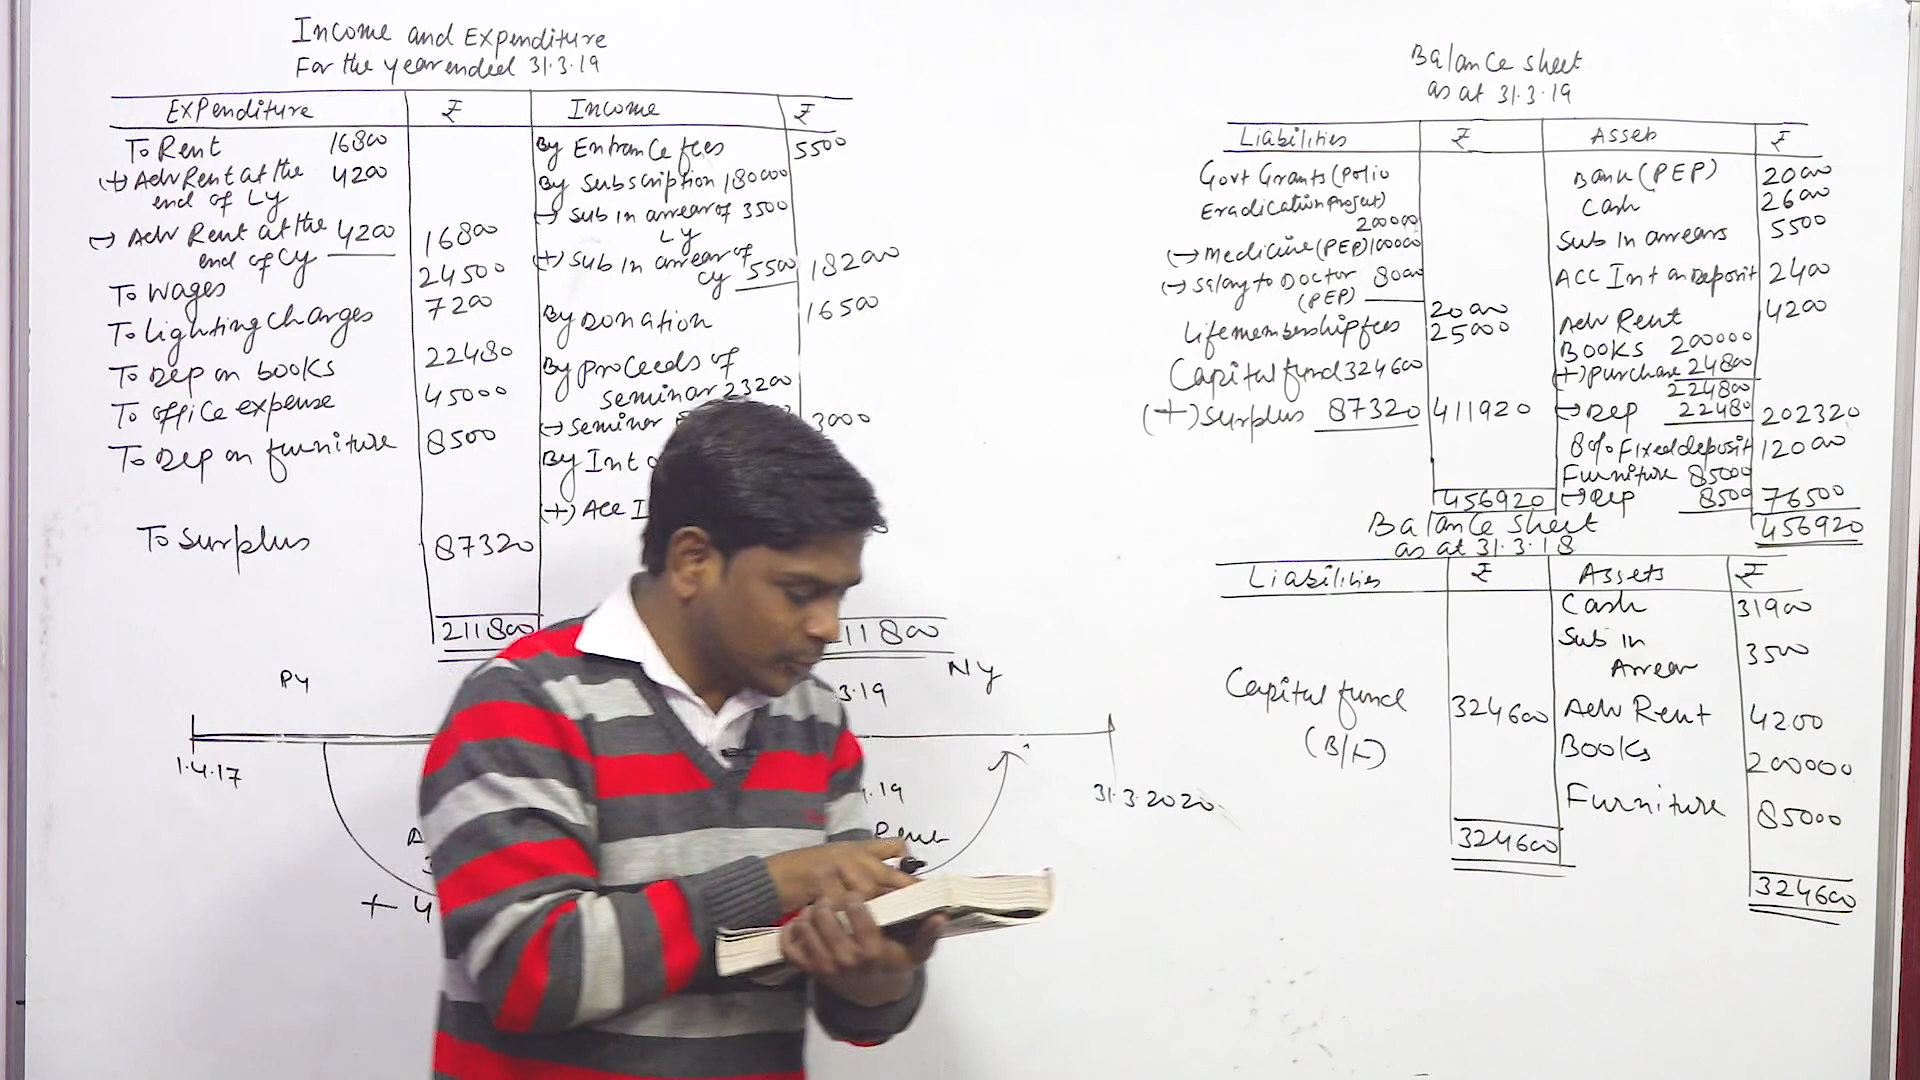 Income and Expenditure
For the year ended 31.3.19
Expenditure ₹ Income ₹
To Rent 16800
(+) Adv Rent at the 4200
end of LY
(-) Adv Rent at the 4200 16800
end of CY
To Wages 24500
To lighting charges 7200
To Dep on books 22480
To office expense 45000
To Dep on furniture 8500
To Surplus 87320
211800
By Entrance fees 5500
By Subscription 180000
(-) Sub in arrear of 3500
LY
(+) Sub in arrear of
CY 5500 182000
By Donation 16500
By Proceeds of
seminar 23200
(-) Seminar 3000
By Int
(+) Acc I
11800
Balance sheet
as at 31.3.19
Liabilities ₹ Assets ₹
Govt Grants (Polio
Eradication Project)
200000
(-) Medicine (PEP) 100000
(-) Salary to Doctor 8000
(PEP) 20000
Life membership fees 25000
Capital fund 324600
(+) Surplus 87320 411920
456920
Bank (PEP) 20000
Cash 26000
Sub in arrears 5500
Acc Int on Deposit 2400
Adv Rent 4200
Books 200000
(+) Purchase 24800
224800
(-) Dep 22480 202320
8% Fixed deposit 12000
Furniture 85000
(-) Dep 8500 76500
456920
Balance sheet
as at 31.3.18
Liabilities ₹ Assets ₹
Cash 31900
Sub in
Arrear 3500
Capital fund 324600 Adv Rent 4200
(B/F) Books 200000
Furniture 85000
324600
324600
PY 3.19 NY
1.4.17 .19 31.3.2020
Rent
+ 4